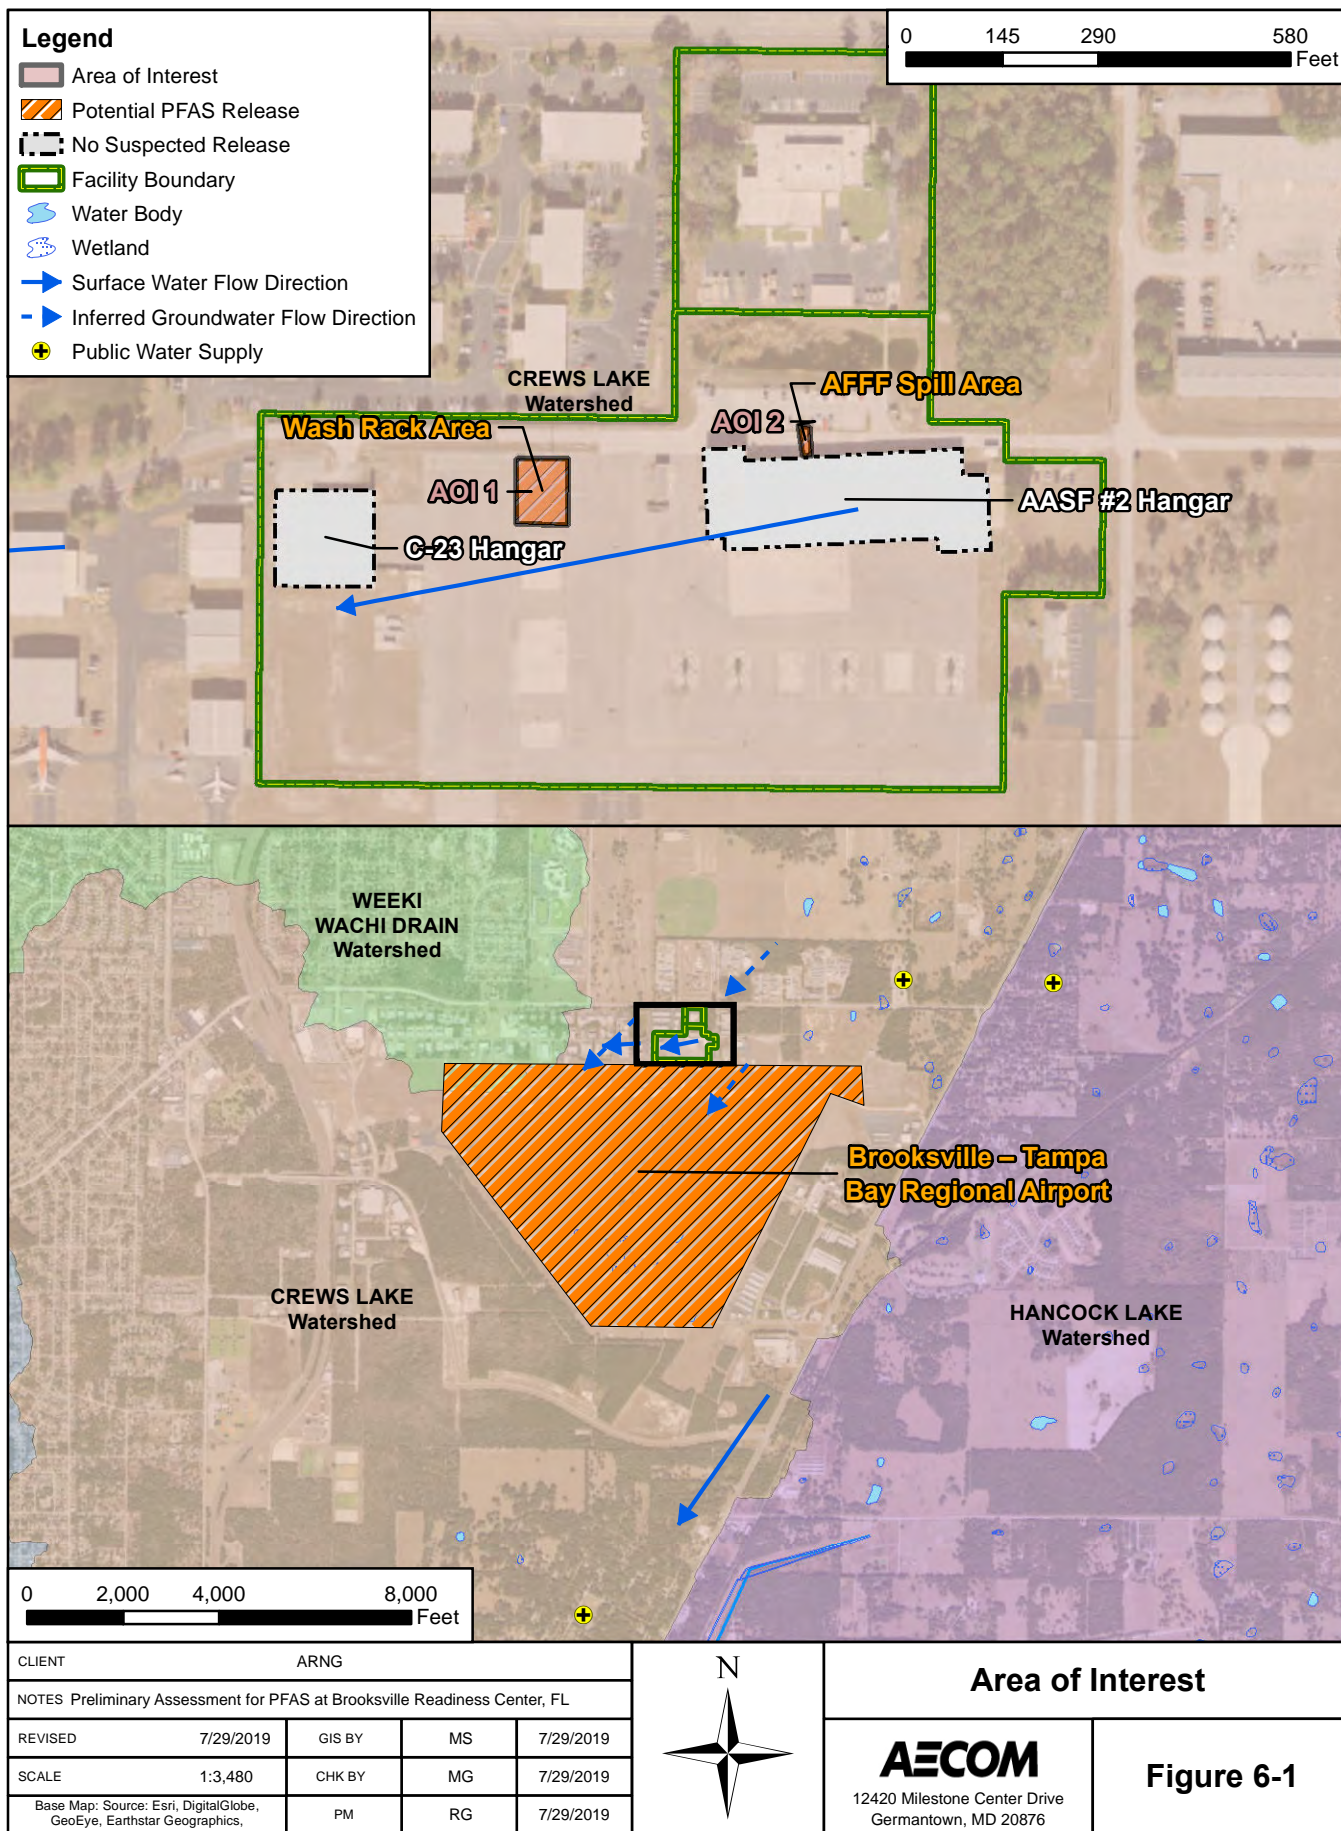 Legend
Area of Interest
Potential PFAS Release
No Suspected Release
Facility Boundary
Water Body
Wetland
Surface Water Flow Direction
Inferred Groundwater Flow Direction
Public Water Supply
0 145 290 580
Feet
CREWS LAKE
Watershed
AFFF Spill Area
AOI 2
Wash Rack Area
AOI 1
AASF #2 Hangar
C-23 Hangar
WEEKI
WACHI DRAIN
Watershed
Brooksville – Tampa
Bay Regional Airport
CREWS LAKE
Watershed
HANCOCK LAKE
Watershed
0 2,000 4,000 8,000
Feet
CLIENT ARNG
NOTES Preliminary Assessment for PFAS at Brooksville Readiness Center, FL
REVISED 7/29/2019 GIS BY MS 7/29/2019
SCALE 1:3,480 CHK BY MG 7/29/2019
Base Map: Source: Esri, DigitalGlobe,
GeoEye, Earthstar Geographics,
PM RG 7/29/2019
N
Area of Interest
AECOM
12420 Milestone Center Drive
Germantown, MD 20876
Figure 6-1